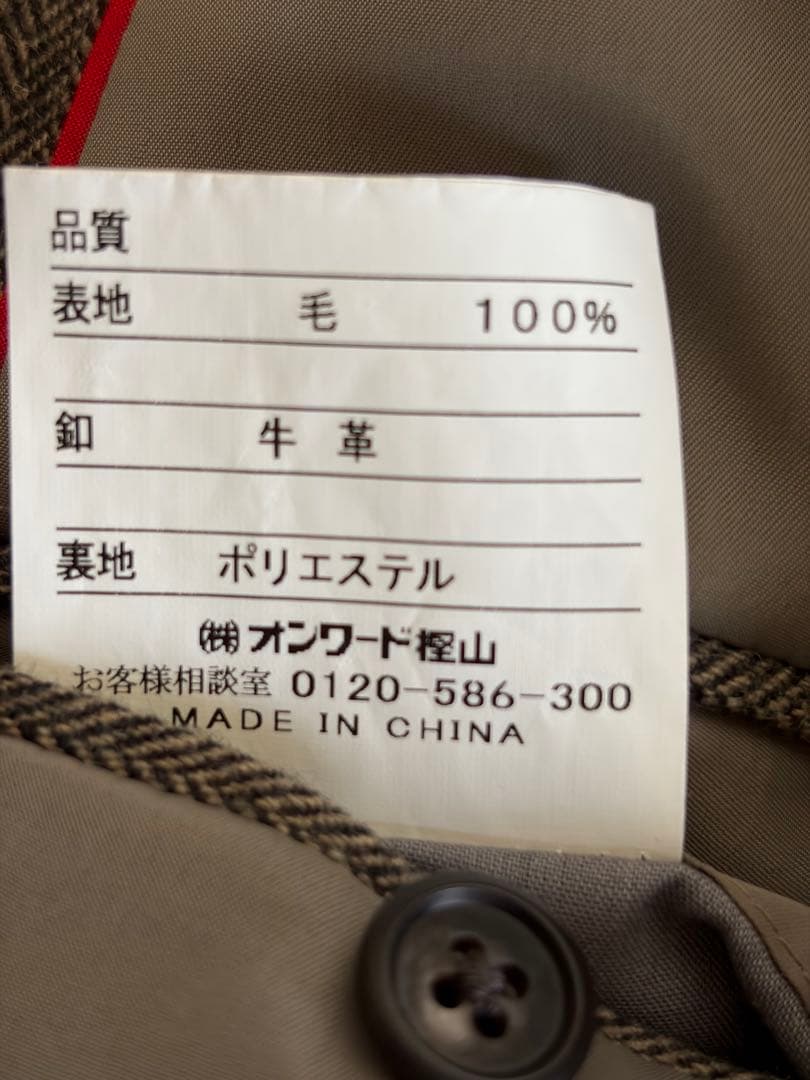 品質
表地 毛 100%
釦 牛 革
裏地 ポリエステル
㈱オンワード樫山
お客様相談室 0120-586-300
MADE IN CHINA